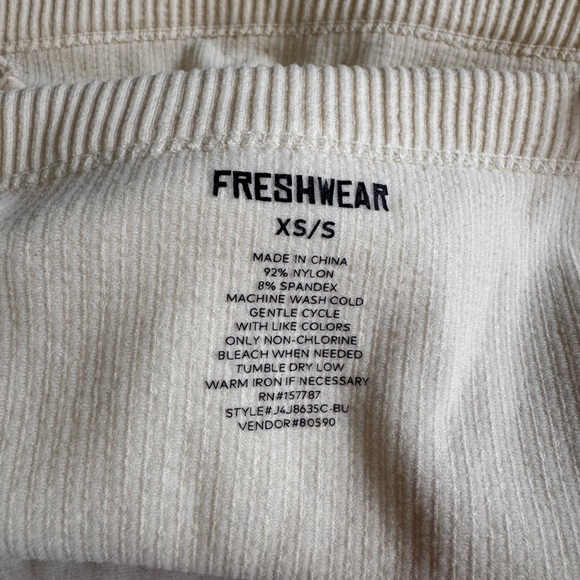 FRESHWEAR
XS/S
MADE IN CHINA
92% NYLON
8% SPANDEX
MACHINE WASH COLD
GENTLE CYCLE
WITH LIKE COLORS
ONLY NON-CHLORINE
BLEACH WHEN NEEDED
TUMBLE DRY LOW
WARM IRON IF NECESSARY
RN#157787
STYLE#J4J8635C-BU
VENDOR#80590